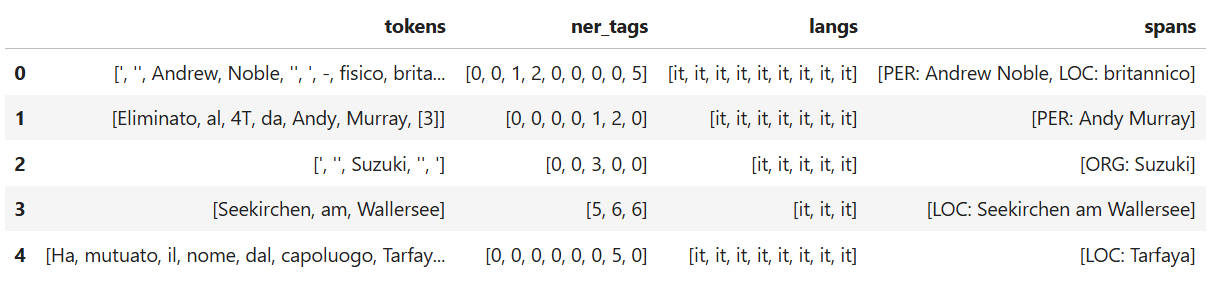 tokens ner_tags langs spans
0 [', '', Andrew, Noble, '', ', -, fisico, brita... [0, 0, 1, 2, 0, 0, 0, 0, 5] [it, it, it, it, it, it, it, it, it] [PER: Andrew Noble, LOC: britannico]
1 [Eliminato, al, 4T, da, Andy, Murray, [3]] [0, 0, 0, 0, 1, 2, 0] [it, it, it, it, it, it, it] [PER: Andy Murray]
2 [', '', Suzuki, '', '] [0, 0, 3, 0, 0] [it, it, it, it, it] [ORG: Suzuki]
3 [Seekirchen, am, Wallersee] [5, 6, 6] [it, it, it] [LOC: Seekirchen am Wallersee]
4 [Ha, mutuato, il, nome, dal, capoluogo, Tarfay... [0, 0, 0, 0, 0, 0, 5, 0] [it, it, it, it, it, it, it, it] [LOC: Tarfaya]